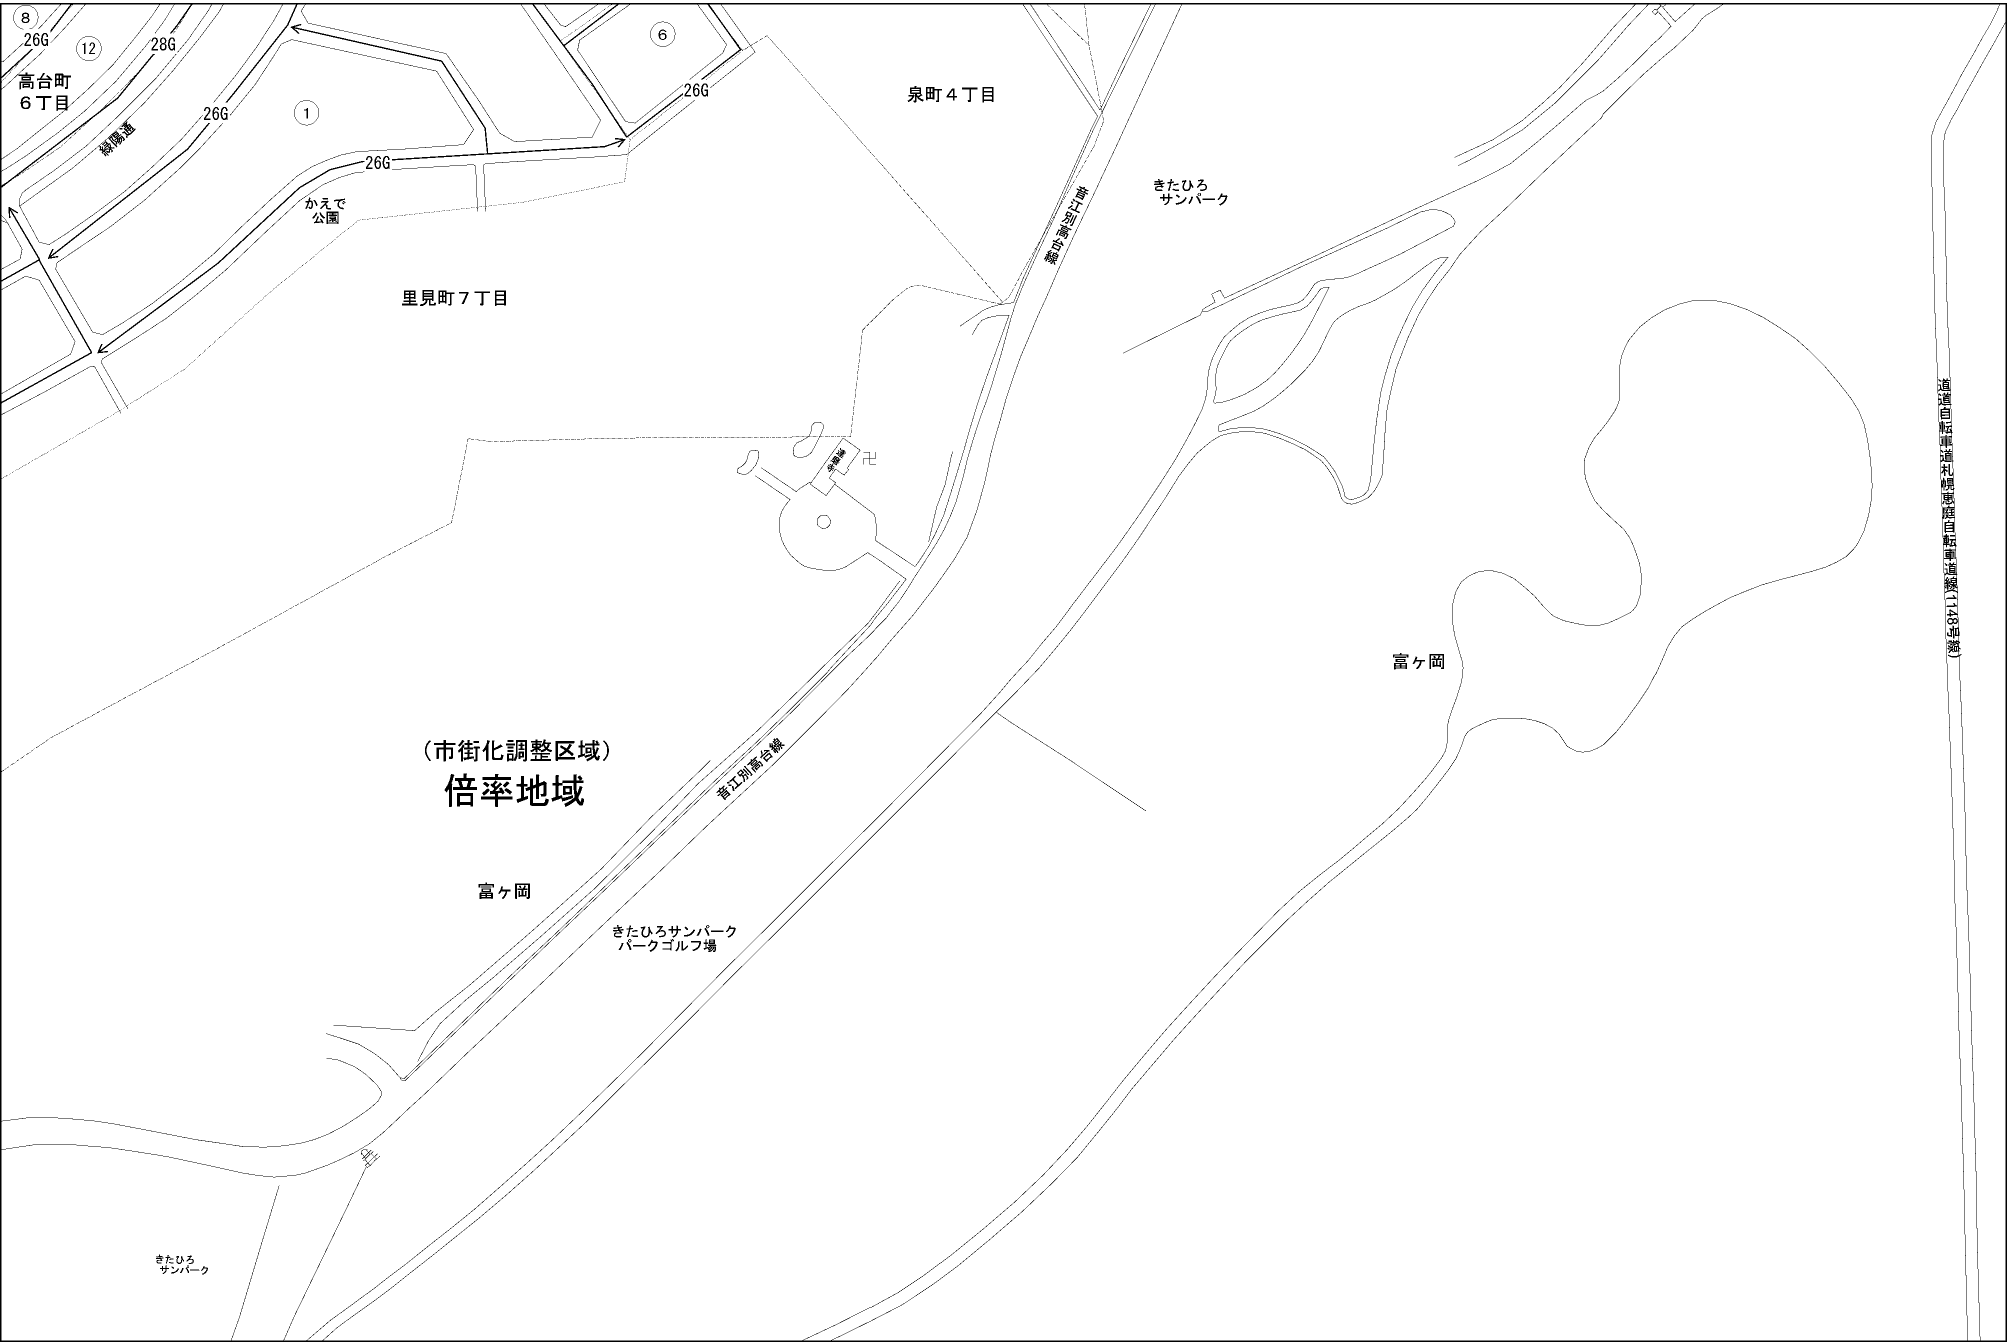 8
26G
12
28G
6
高台町
6丁目
26G
26G
泉町4丁目
1
緑陽通
26G
きたひろ
サンパーク
かえで
公園
音江別高台線
里見町7丁目
卍
道道自転車道札幌恵庭自転車道線(1148号線)
富ヶ岡
(市街化調整区域)
倍率地域
音江別高台線
富ヶ岡
きたひろサンパーク
パークゴルフ場
きたひろ
サンパーク